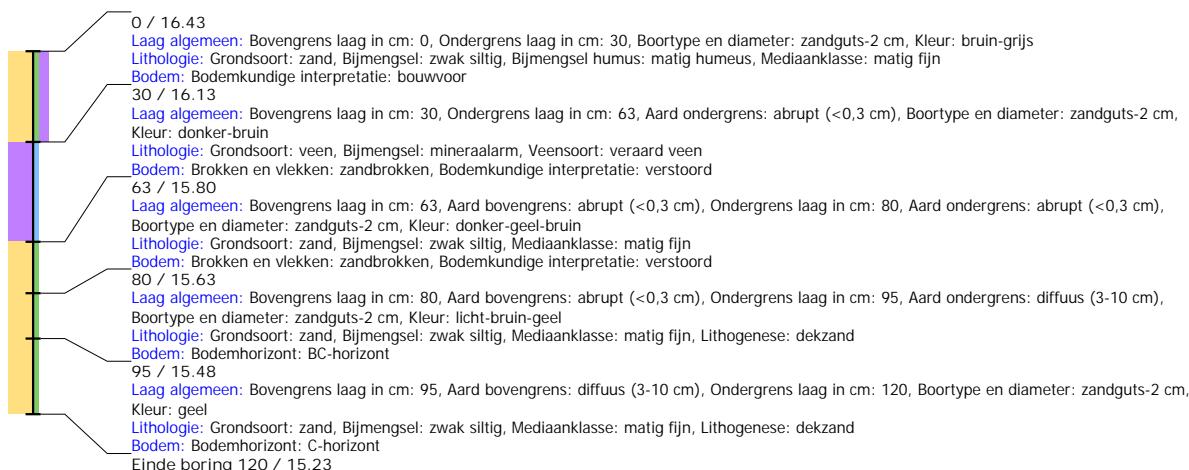 0 / 16.43
Laag algemeen: Bovengrens laag in cm: 0, Ondergrens laag in cm: 30, Boortype en diameter: zandguts-2 cm, Kleur: bruin-grijs
Lithologie: Grondsoort: zand, Bijmengsel: zwak siltig, Bijmengsel humus: matig humeus, Mediaanklasse: matig fijn
Bodem: Bodemkundige interpretatie: bouwvoor
30 / 16.13
Laag algemeen: Bovengrens laag in cm: 30, Ondergrens laag in cm: 63, Aard ondergrens: abrupt (<0,3 cm), Boortype en diameter: zandguts-2 cm,
Kleur: donker-bruin
Lithologie: Grondsoort: veen, Bijmengsel: mineraalarm, Veensoort: veraard veen
Bodem: Brokken en vlekken: zandbrokken, Bodemkundige interpretatie: verstoord
63 / 15.80
Laag algemeen: Bovengrens laag in cm: 63, Aard bovengrens: abrupt (<0,3 cm), Ondergrens laag in cm: 80, Aard ondergrens: abrupt (<0,3 cm),
Boortype en diameter: zandguts-2 cm, Kleur: donker-geel-bruin
Lithologie: Grondsoort: zand, Bijmengsel: zwak siltig, Mediaanklasse: matig fijn
Bodem: Brokken en vlekken: zandbrokken, Bodemkundige interpretatie: verstoord
80 / 15.63
Laag algemeen: Bovengrens laag in cm: 80, Aard bovengrens: abrupt (<0,3 cm), Ondergrens laag in cm: 95, Aard ondergrens: diffuus (3-10 cm),
Boortype en diameter: zandguts-2 cm, Kleur: licht-bruin-geel
Lithologie: Grondsoort: zand, Bijmengsel: zwak siltig, Mediaanklasse: matig fijn, Lithogenese: dekzand
Bodem: Bodemhorizont: BC-horizont
95 / 15.48
Laag algemeen: Bovengrens laag in cm: 95, Aard bovengrens: diffuus (3-10 cm), Ondergrens laag in cm: 120, Boortype en diameter: zandguts-2 cm,
Kleur: geel
Lithologie: Grondsoort: zand, Bijmengsel: zwak siltig, Mediaanklasse: matig fijn, Lithogenese: dekzand
Bodem: Bodemhorizont: C-horizont
Einde boring 120 / 15.23